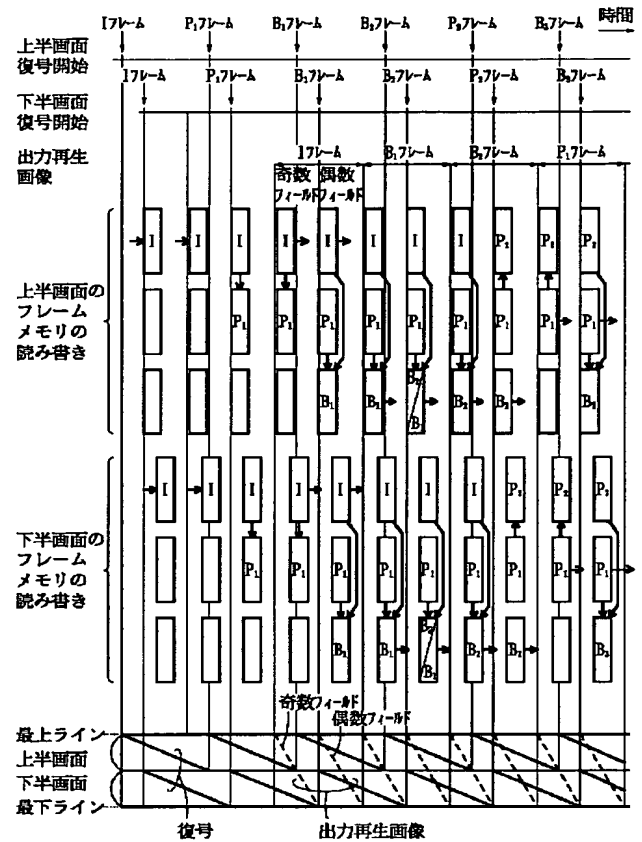 Iフレーム P₁フレーム B₁フレーム B₂フレーム P₂フレーム B₃フレーム 時間
上半画面
復号開始
Iフレーム P₁フレーム B₁フレーム B₂フレーム P₂フレーム B₃フレーム
下半画面
復号開始
出力再生
画像
Iフレーム B₁フレーム B₂フレーム P₁フレーム
奇数 偶数
フィールド フィールド
I I I I I I I I P₂ P₂ P₂
上半画面の
フレーム
メモリの
読み書き
P₁ P₁ P₁ P₁ P₁ P₁ P₁ P₁ P₁
B₁ B₁ B₂ B₁ B₂ B₂ B₃
I I I I I I I I P₂ P₂ P₂
下半画面の
フレーム
メモリの
読み書き
P₁ P₁ P₁ P₁ P₁ P₁ P₁ P₁ P₁
B₁ B₂ B₂ B₂
奇数フィールド
偶数フィールド
最上ライン
上半画面
下半画面
最下ライン
復号 出力再生画像